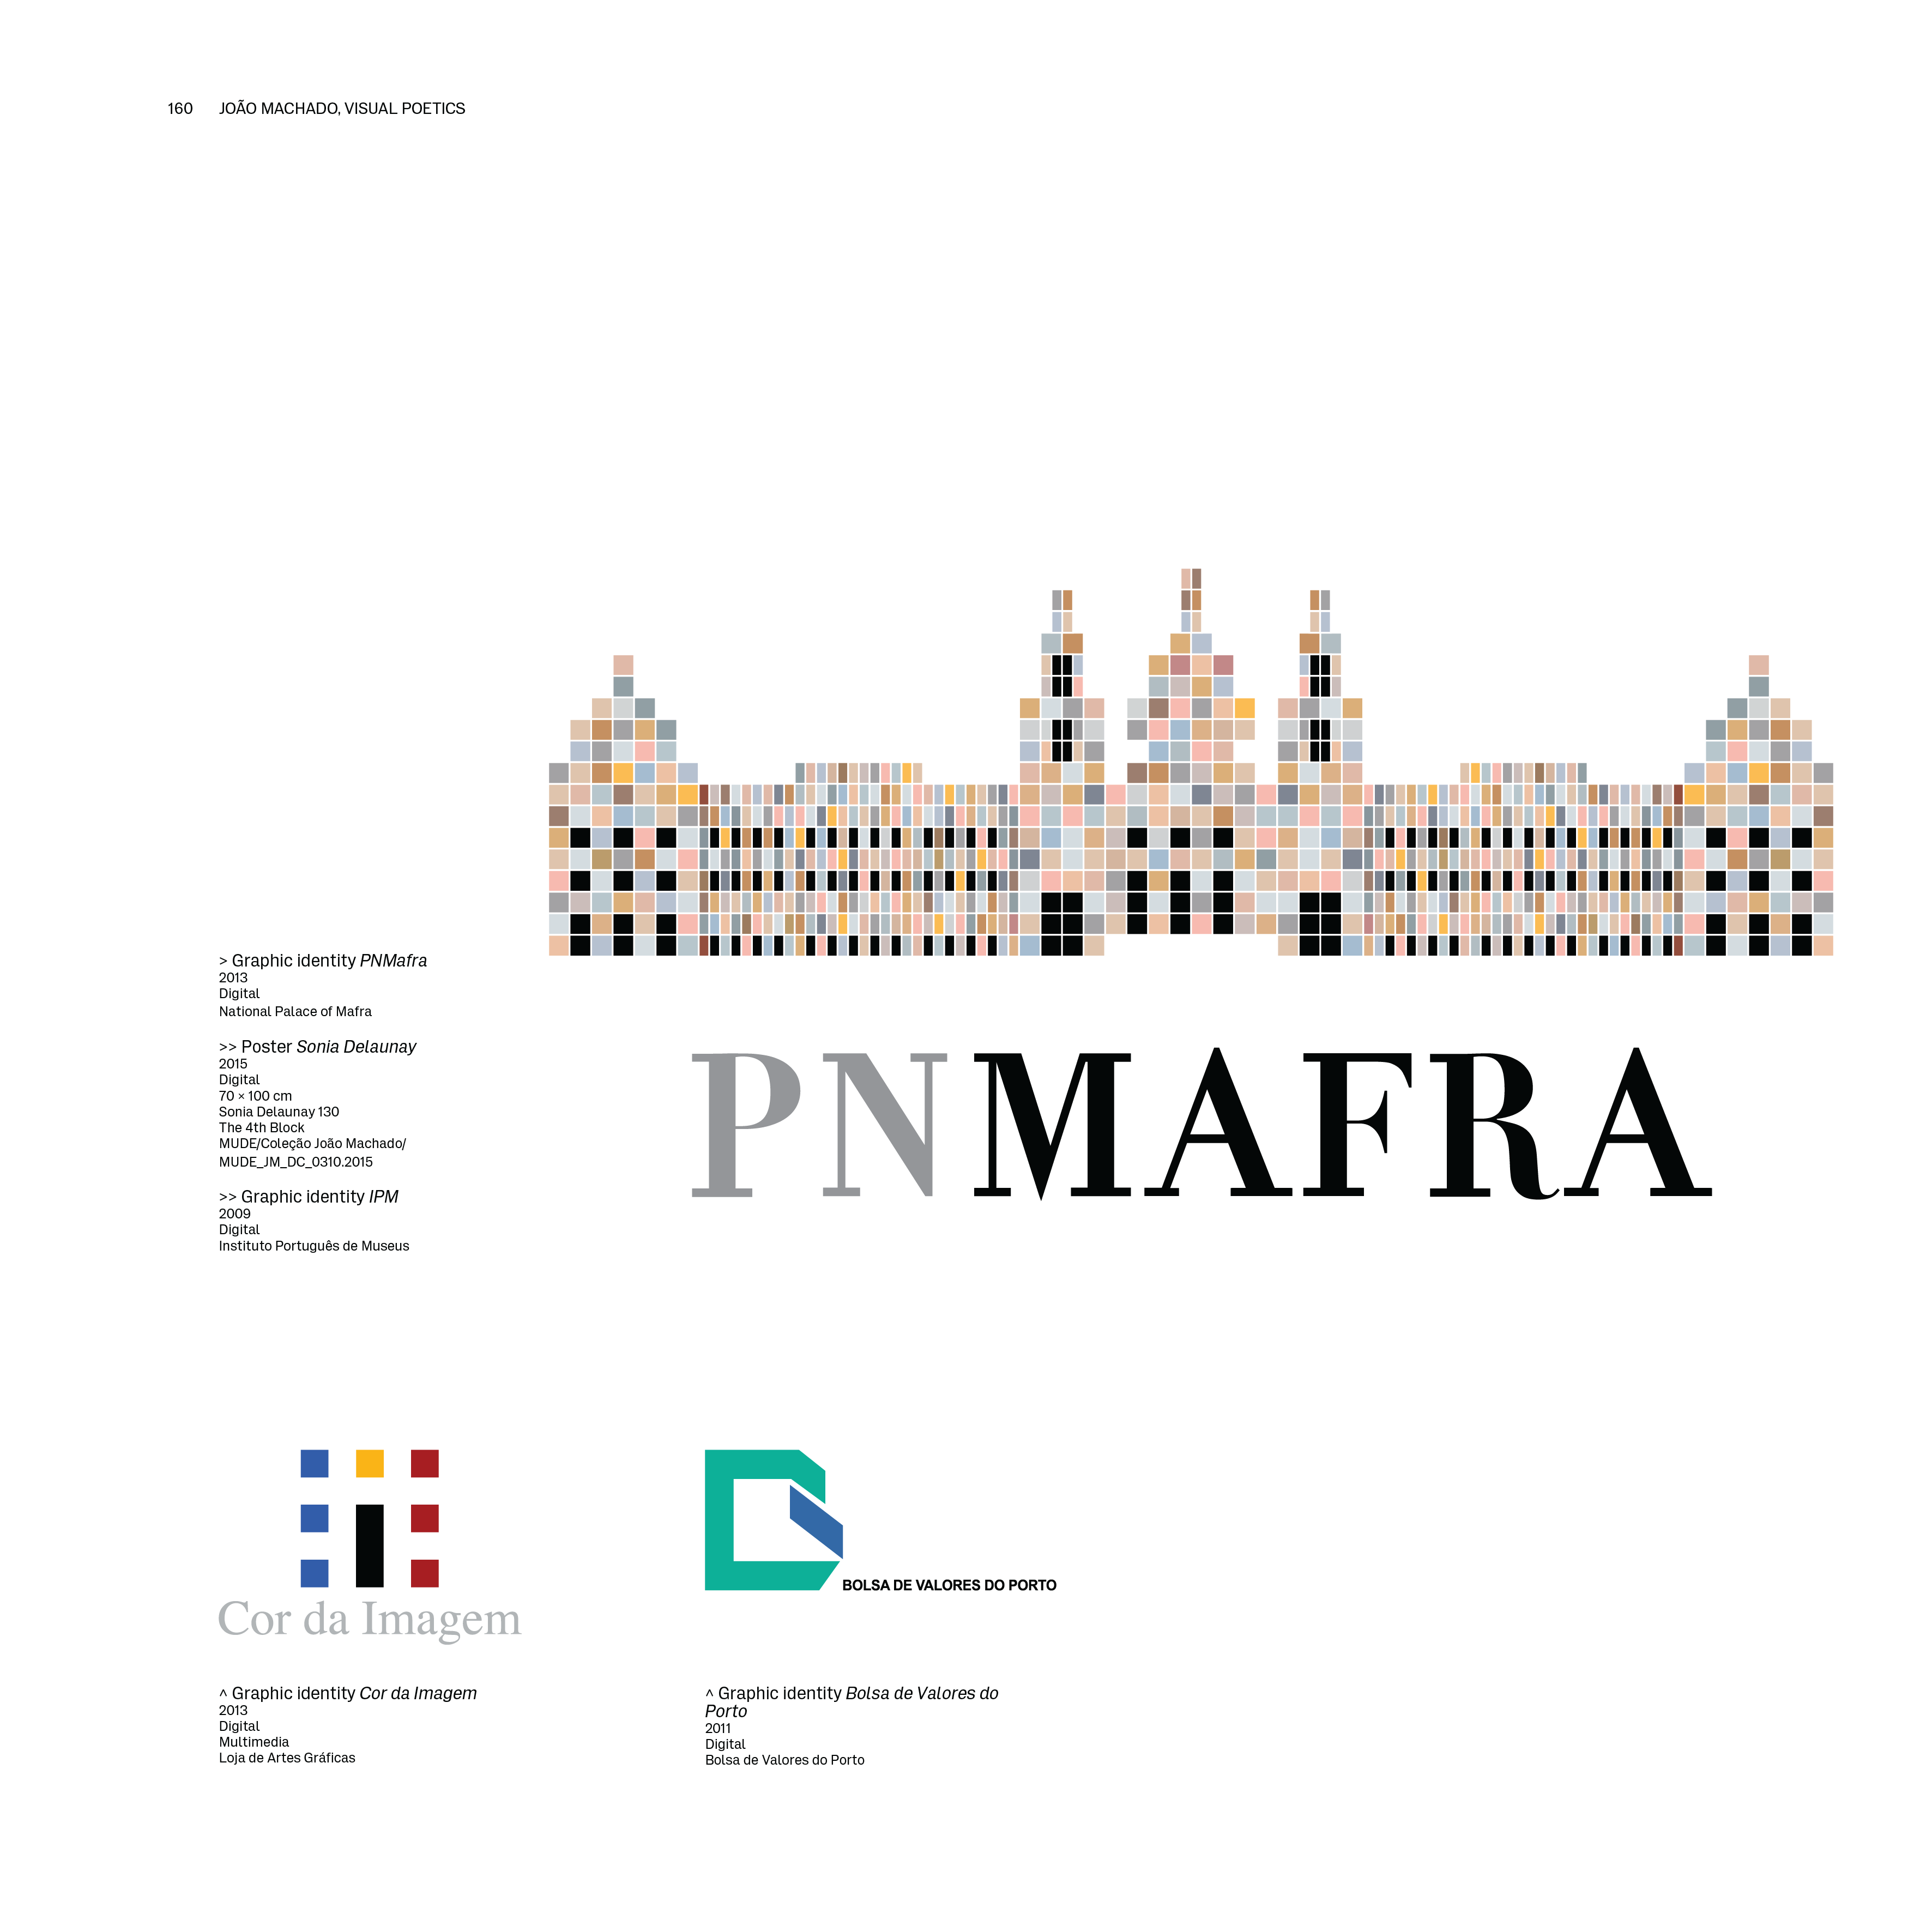 160 JOÃO MACHADO, VISUAL POETICS
> Graphic identity PNMafra
2013
Digital
National Palace of Mafra
>> Poster Sonia Delaunay
2015
Digital
70 × 100 cm
Sonia Delaunay 130
The 4th Block
MUDE/Coleção João Machado/
MUDE_JM_DC_0310.2015
>> Graphic identity IPM
2009
Digital
Instituto Português de Museus
PNMAFRA
Cor da Imagem
BOLSA DE VALORES DO PORTO
^ Graphic identity Cor da Imagem
2013
Digital
Multimedia
Loja de Artes Gráficas
^ Graphic identity Bolsa de Valores do
Porto
2011
Digital
Bolsa de Valores do Porto